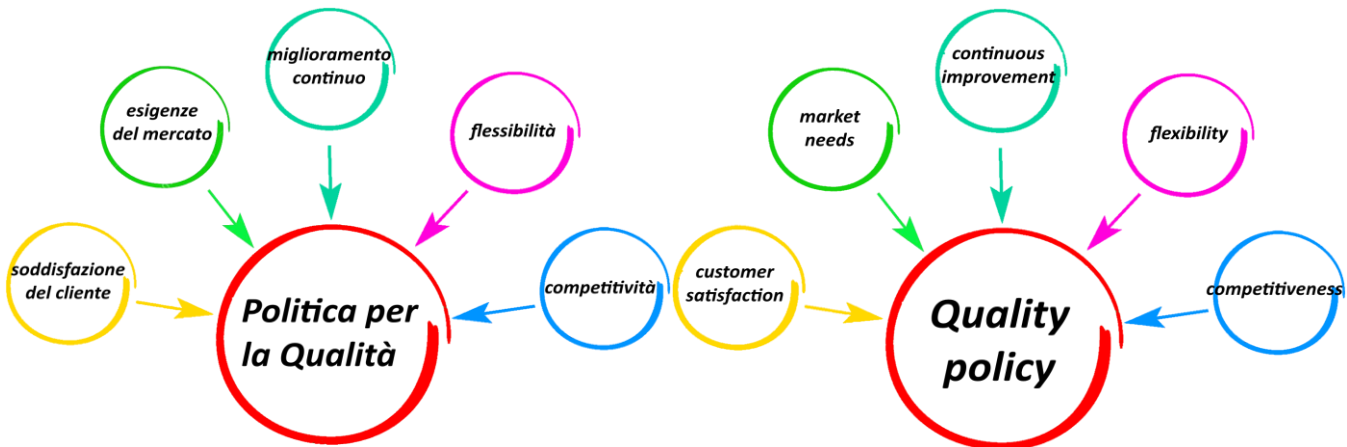 soddisfazione
del cliente
esigenze
del mercato
miglioramento
continuo
flessibilità
competitività
Politica per
la Qualità
customer
satisfaction
market
needs
continuous
improvement
flexibility
competitiveness
Quality
policy